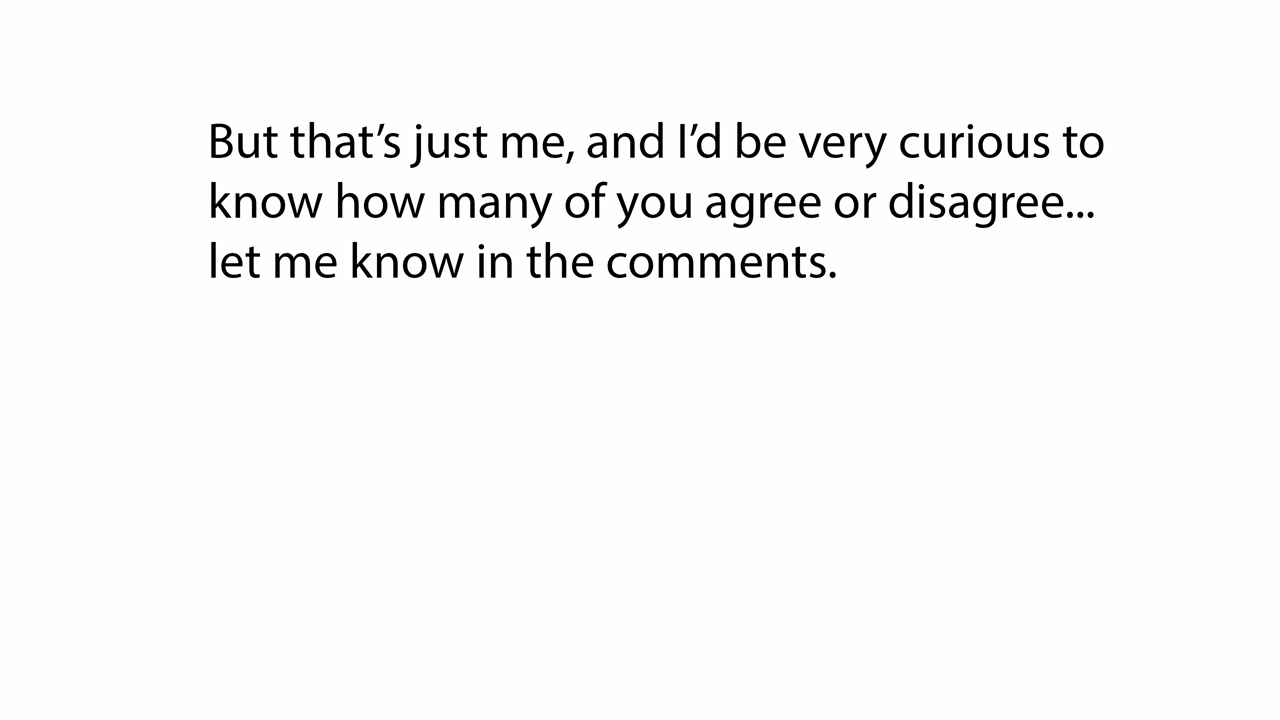 But that’s just me, and I’d be very curious to
know how many of you agree or disagree...
let me know in the comments.